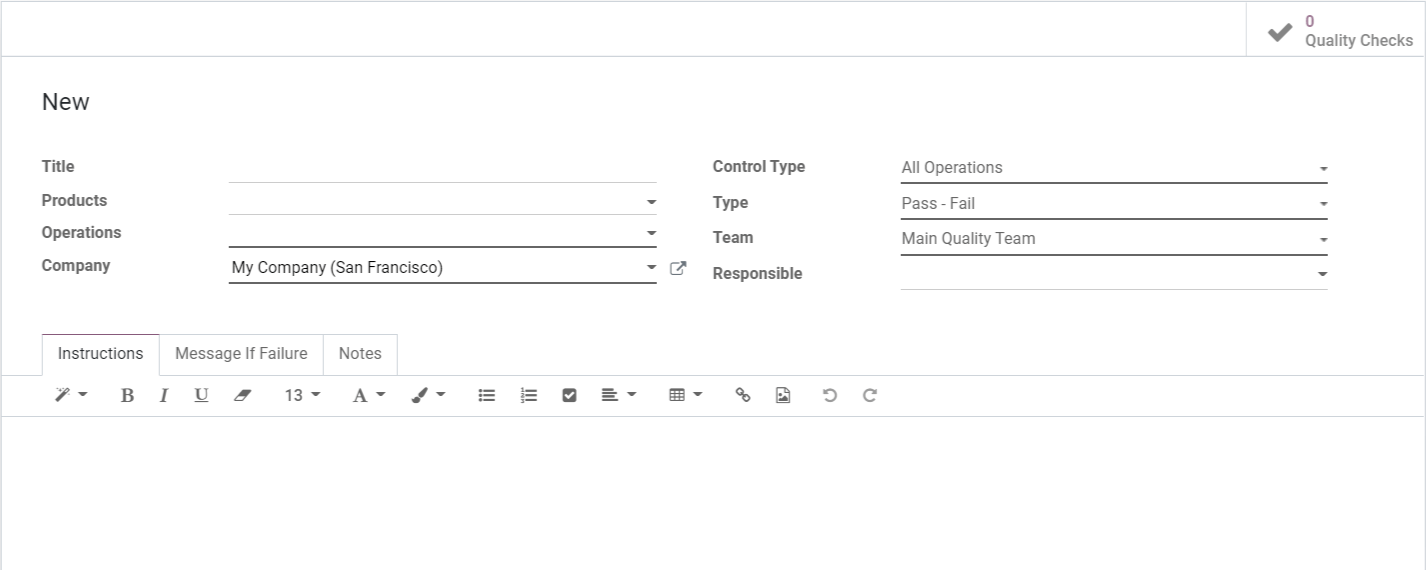 0
Quality Checks
New
Title
Products
Operations
Company My Company (San Francisco)
Control Type All Operations
Type Pass - Fail
Team Main Quality Team
Responsible
Instructions Message If Failure Notes
B I U 13 A